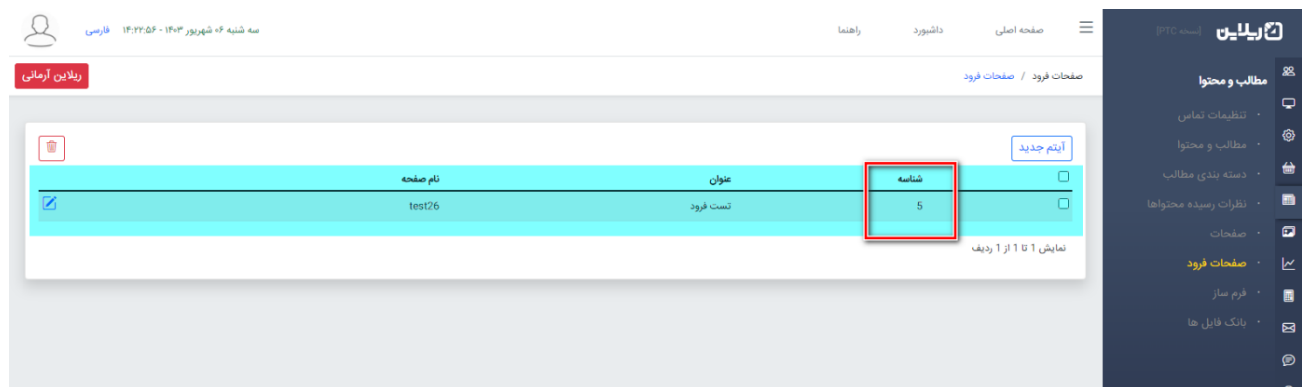 ریلاین [نسخه PTC]
صفحه اصلی داشبورد راهنما
سه شنبه ۰۶ شهریور ۱۴۰۳ - ۱۴:۲۲:۵۶ فارسی
صفحات فرود / صفحات فرود
ریلاین آرمانی
مطالب و محتوا
تنظیمات تماس
مطالب و محتوا
دسته بندی مطالب
نظرات رسیده محتواها
صفحات
صفحات فرود
فرم ساز
بانک فایل ها
آیتم جدید
شناسه عنوان نام صفحه
5 تست فرود test26
نمایش 1 تا 1 از 1 ردیف